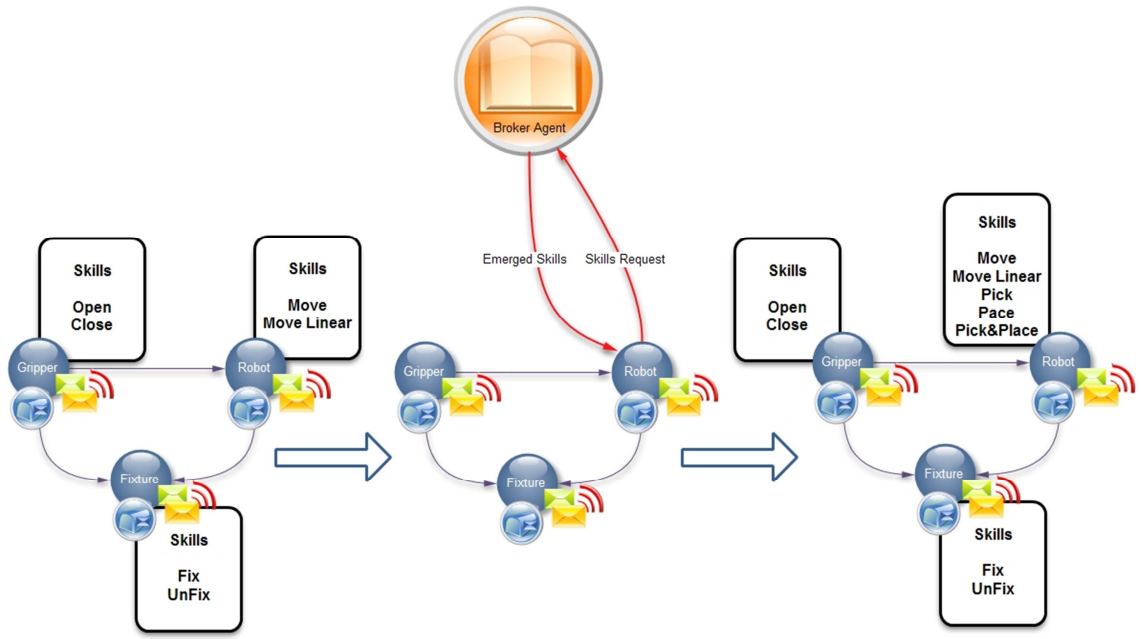 Broker Agent
Emerged Skills
Skills Request
Skills
Open
Close
Gripper
Skills
Move
Move Linear
Robot
Fixture
Skills
Fix
UnFix
Gripper
Robot
Fixture
Skills
Open
Close
Gripper
Skills
Move
Move Linear
Pick
Pace
Pick&Place
Robot
Fixture
Skills
Fix
UnFix